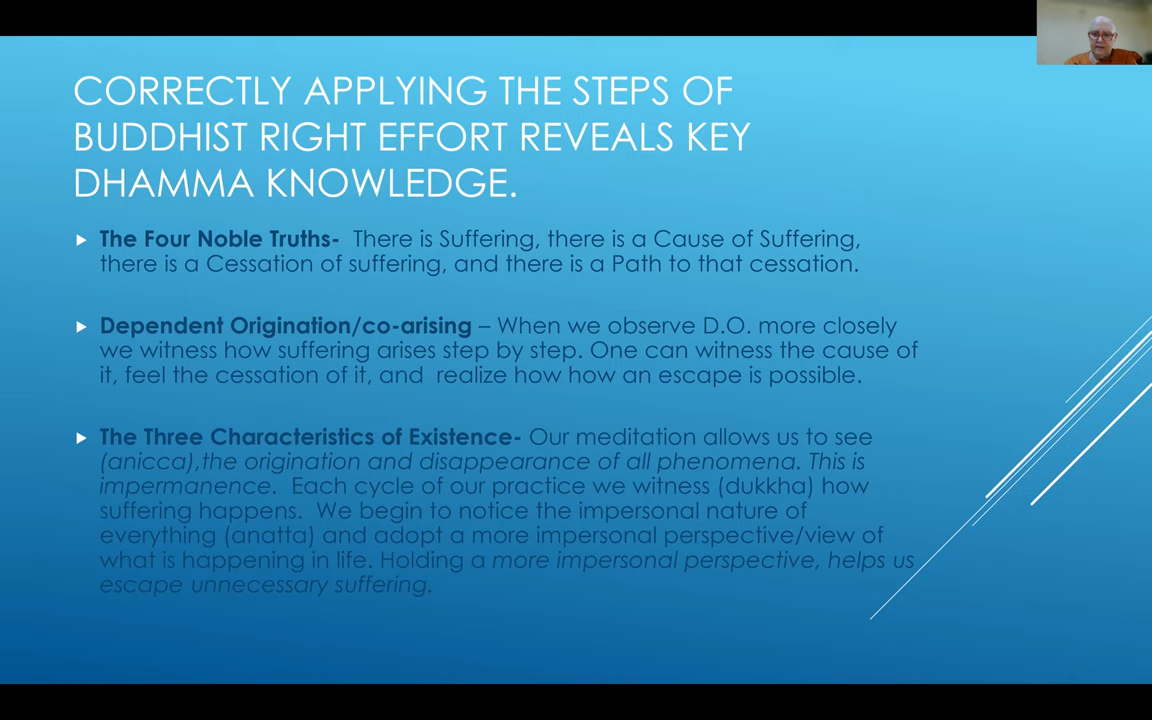 CORRECTLY APPLYING THE STEPS OF
BUDDHIST RIGHT EFFORT REVEALS KEY
DHAMMA KNOWLEDGE.
The Four Noble Truths-  There is Suffering, there is a Cause of Suffering,
there is a Cessation of suffering, and there is a Path to that cessation.
Dependent Origination/co-arising – When we observe D.O. more closely
we witness how suffering arises step by step. One can witness the cause of
it, feel the cessation of it, and  realize how how an escape is possible.
The Three Characteristics of Existence- Our meditation allows us to see
(anicca),the origination and disappearance of all phenomena. This is
impermanence.  Each cycle of our practice we witness (dukkha) how
suffering happens.  We begin to notice the impersonal nature of
everything (anatta) and adopt a more impersonal perspective/view of
what is happening in life. Holding a more impersonal perspective, helps us
escape unnecessary suffering.